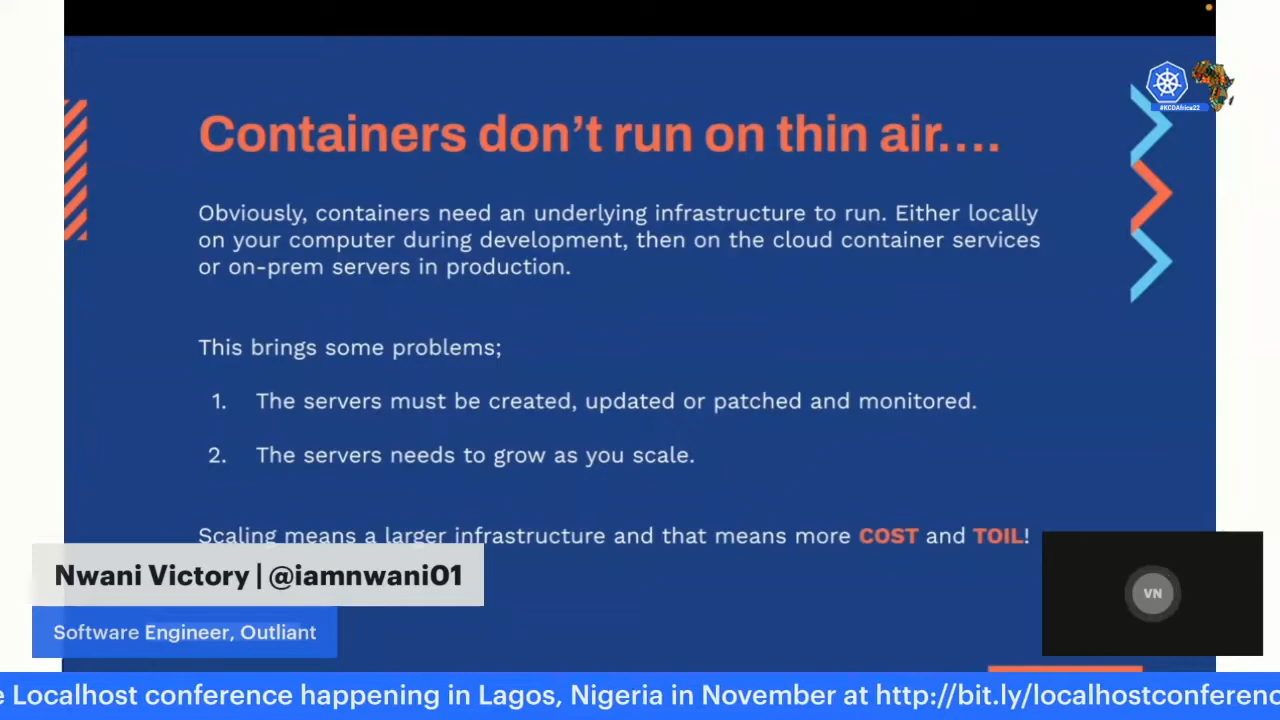 #KCDAfrica22
Containers don’t run on thin air....
Obviously, containers need an underlying infrastructure to run. Either locally
on your computer during development, then on the cloud container services
or on-prem servers in production.
This brings some problems;
1. The servers must be created, updated or patched and monitored.
2. The servers needs to grow as you scale.
Scaling means a larger infrastructure and that means more COST and TOIL!
Nwani Victory | @iamnwani01
Software Engineer, Outliant
VN
e Localhost conference happening in Lagos, Nigeria in November at http://bit.ly/localhostconferenc